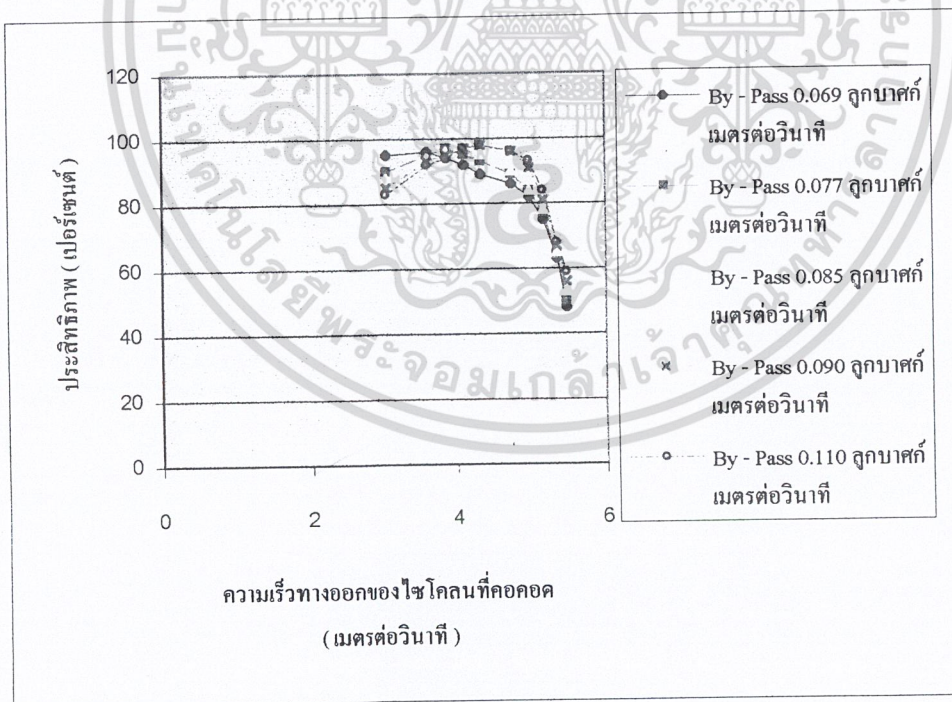 120
100
80
60
40
20
0
0
2
4
6
ประสิทธิภาพ ( เปอร์เซนต์ )
ความเร็วทางออกของไซโคลนที่คอคอด
( เมตรต่อวินาที )
By - Pass 0.069 ลูกบาศก์
เมตรต่อวินาที
By - Pass 0.077 ลูกบาศก์
เมตรต่อวินาที
By - Pass 0.085 ลูกบาศก์
เมตรต่อวินาที
By - Pass 0.090 ลูกบาศก์
เมตรต่อวินาที
By - Pass 0.110 ลูกบาศก์
เมตรต่อวินาที